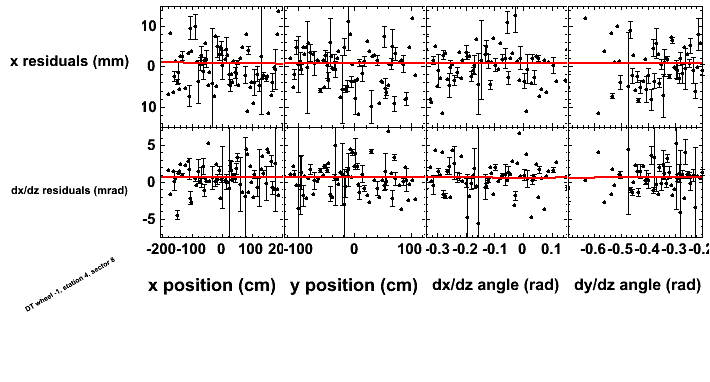 10
x residuals (mm)
0
10
5
dx/dz residuals (mrad)
0
-5
-200 -100 0 100 20 -100 0 100 -0.3 -0.2 -0.1 0 0.1 -0.6 -0.5 -0.4 -0.3 -0.2
x position (cm) y position (cm) dx/dz angle (rad) dy/dz angle (rad)
DT wheel -1, station 4, sector 8